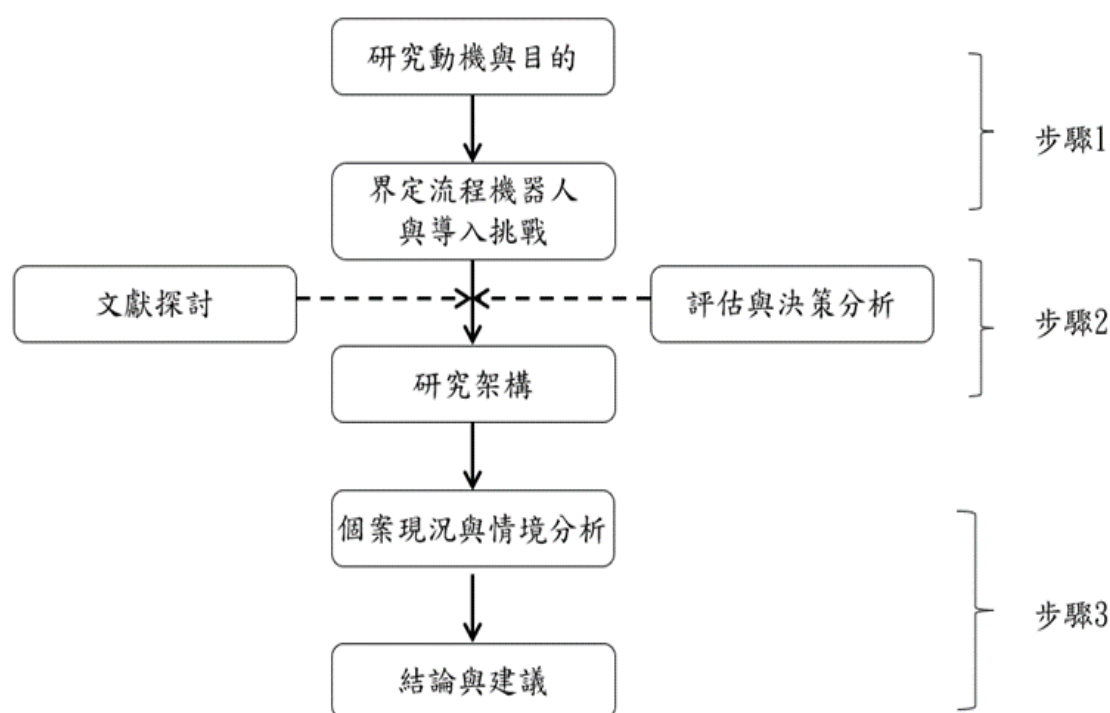 研究動機與目的
步驟1
界定流程機器人
與導入挑戰
文獻探討
評估與決策分析
步驟2
研究架構
個案現況與情境分析
步驟3
結論與建議